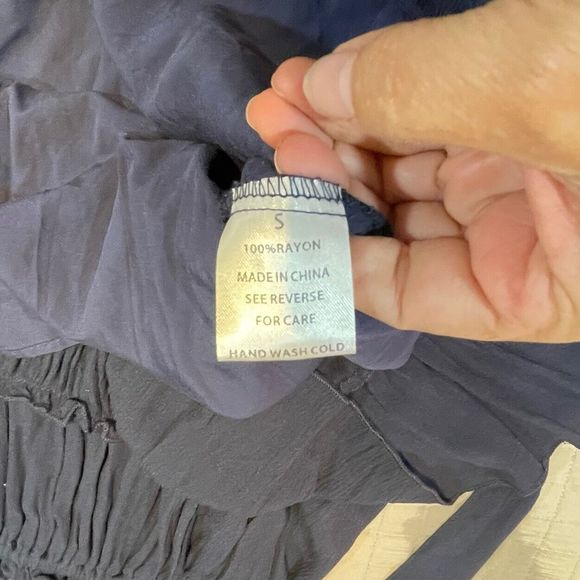 S
100%RAYON
MADE IN CHINA
SEE REVERSE
FOR CARE
HAND WASH COLD